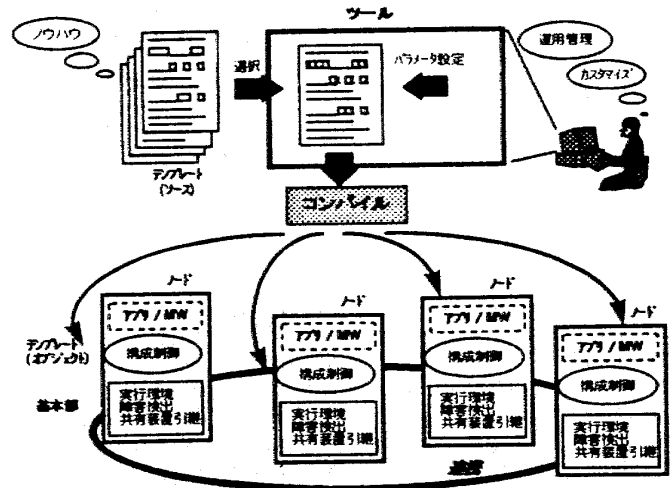 ツール
ノウハウ
選択
パラメータ設定
運用管理
カスタマイズ
テンプレート
(ソース)
コンパイル
ノード
アプリ / MW
構成制御
実行環境
障害検出
共有装置引継
ノード
アプリ / MW
構成制御
実行環境
障害検出
共有装置引継
ノード
アプリ / MW
構成制御
実行環境
障害検出
共有装置引継
ノード
アプリ / MW
構成制御
実行環境
障害検出
共有装置引継
テンプレート
(オブジェクト)
基本部